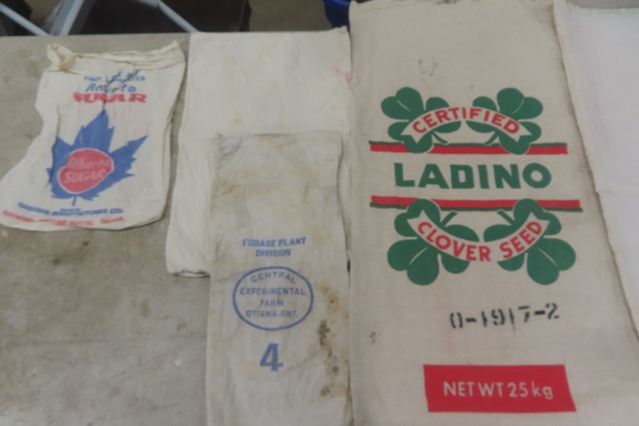 Alberta
SUGAR
Alberta
SUGAR
FORAGE PLANT
DIVISION
CENTRAL
EXPERIMENTAL
FARM
OTTAWA, ONT.
4
CERTIFIED
LADINO
CLOVER SEED
0-1917-2
NET WT 25 kg